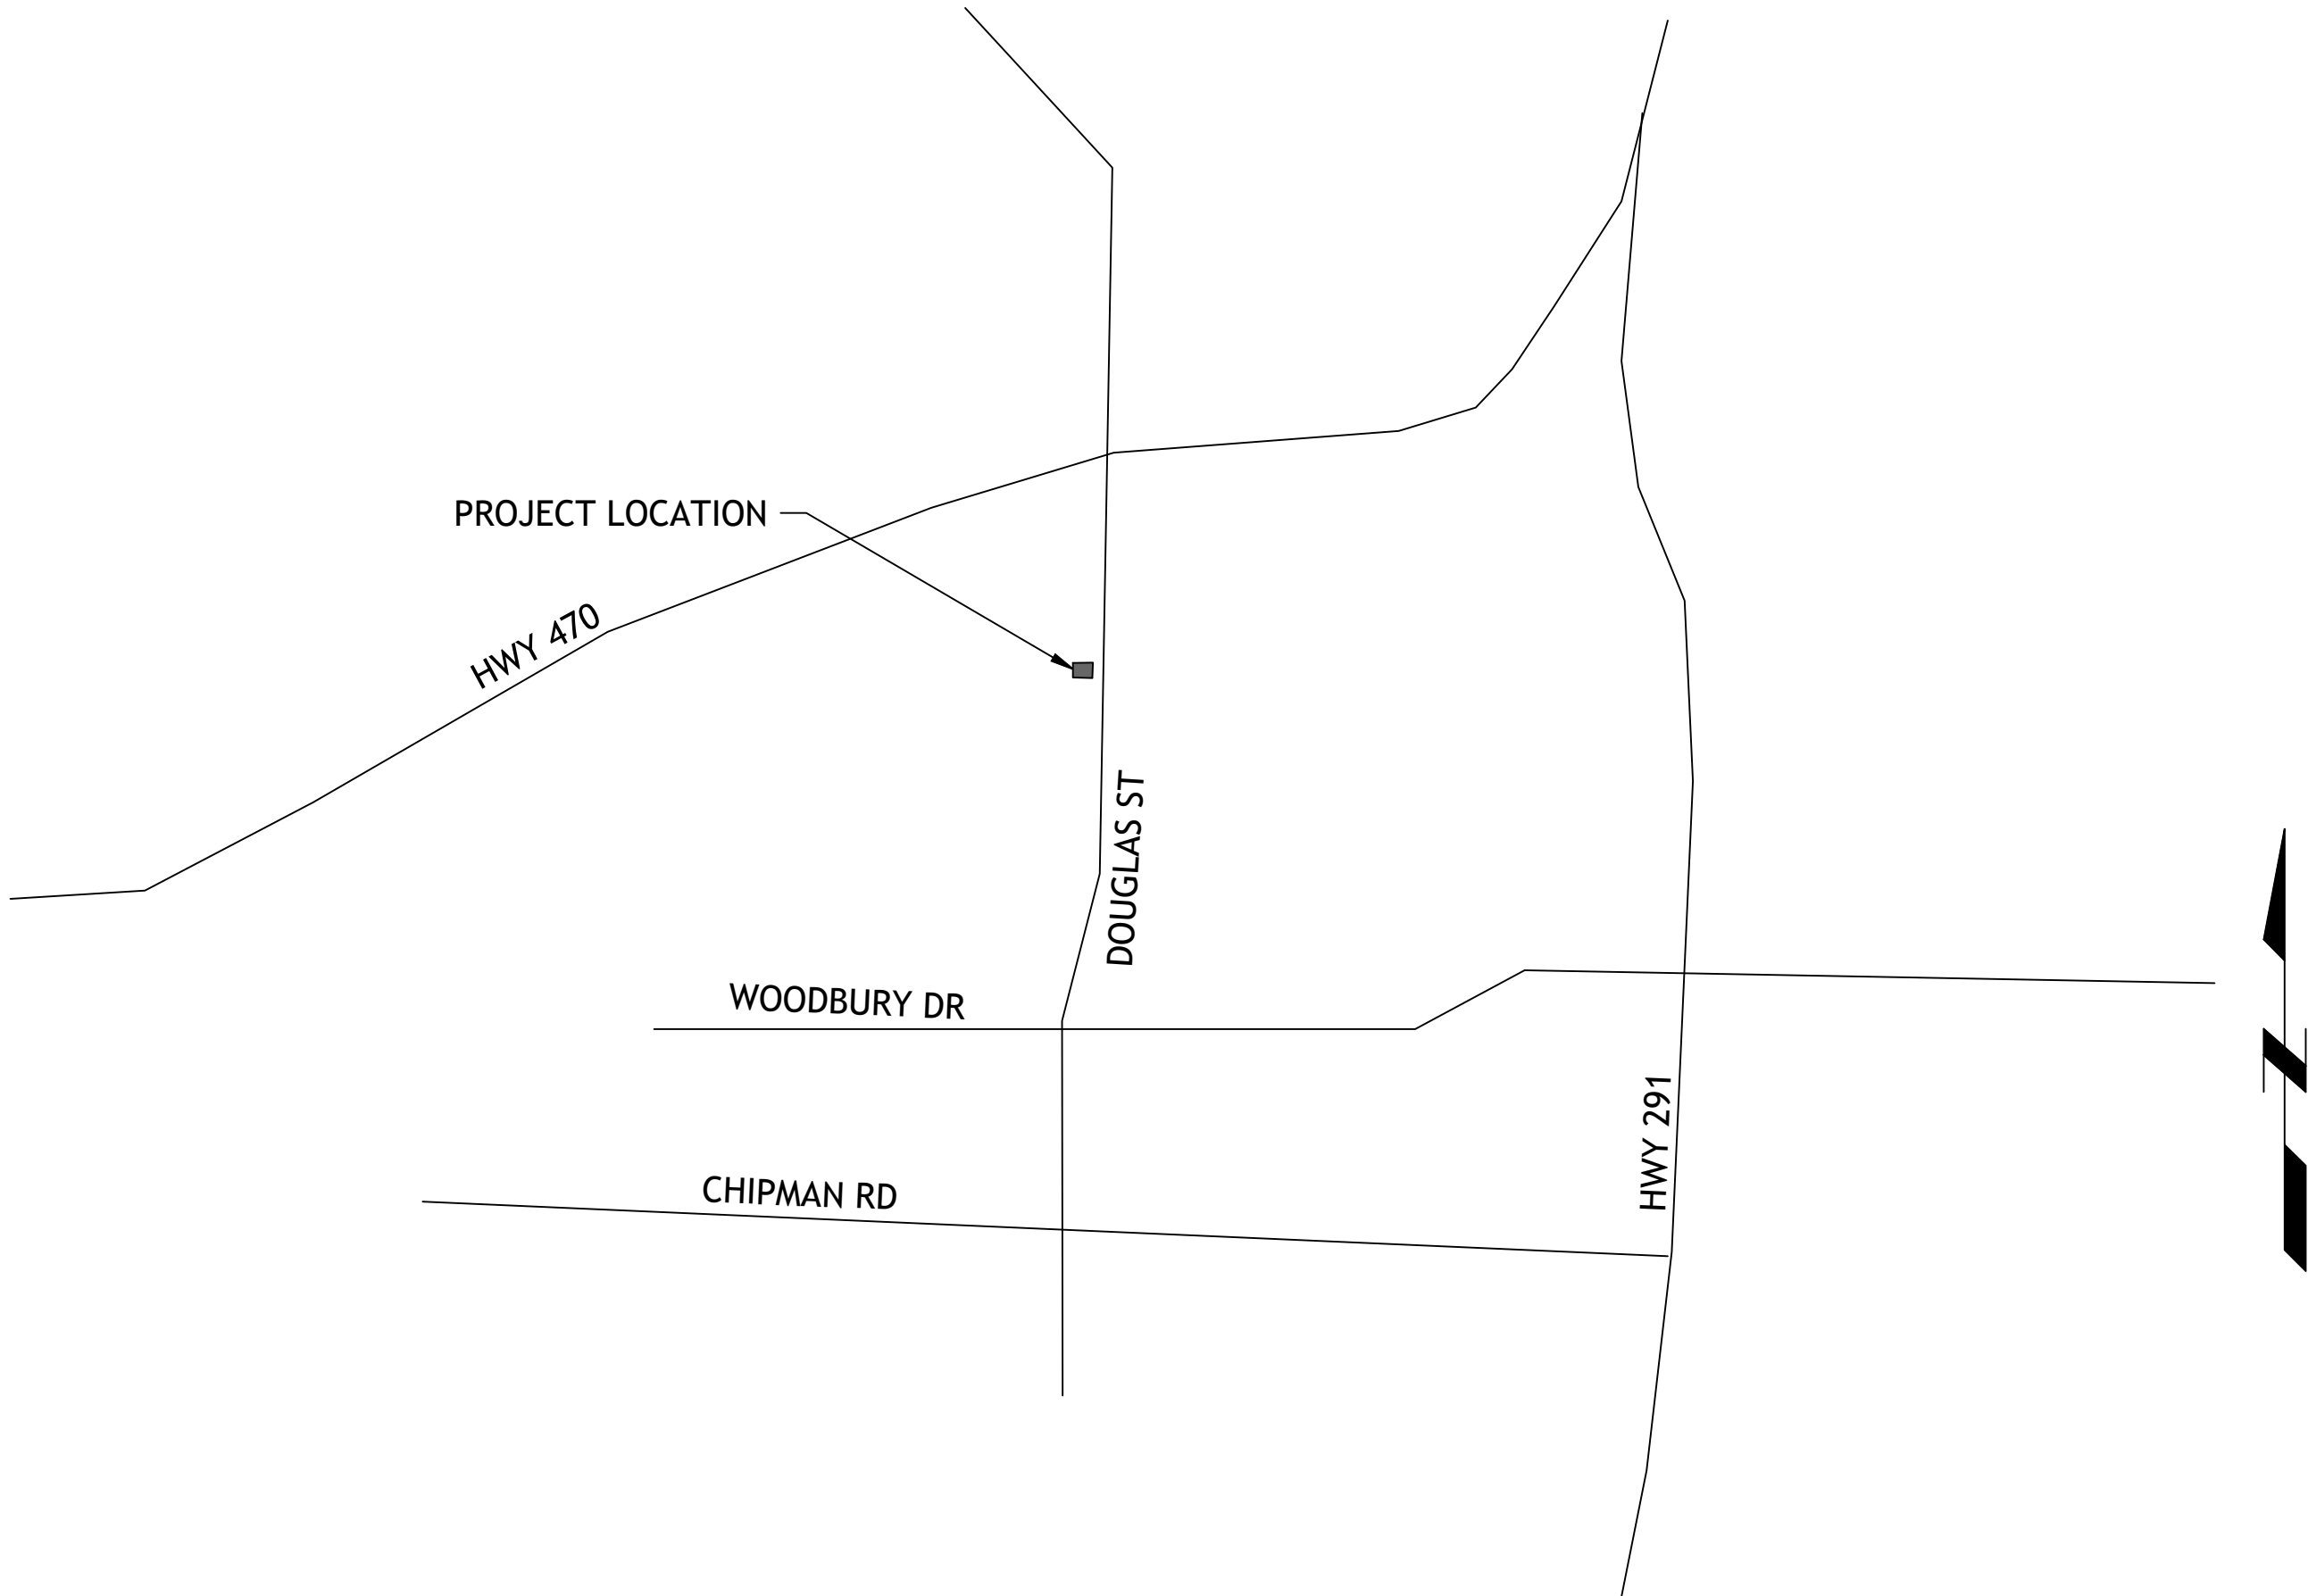 PROJECT LOCATION
HWY 470
DOUGLAS ST
WOODBURY DR
HWY 291
CHIPMAN RD
N